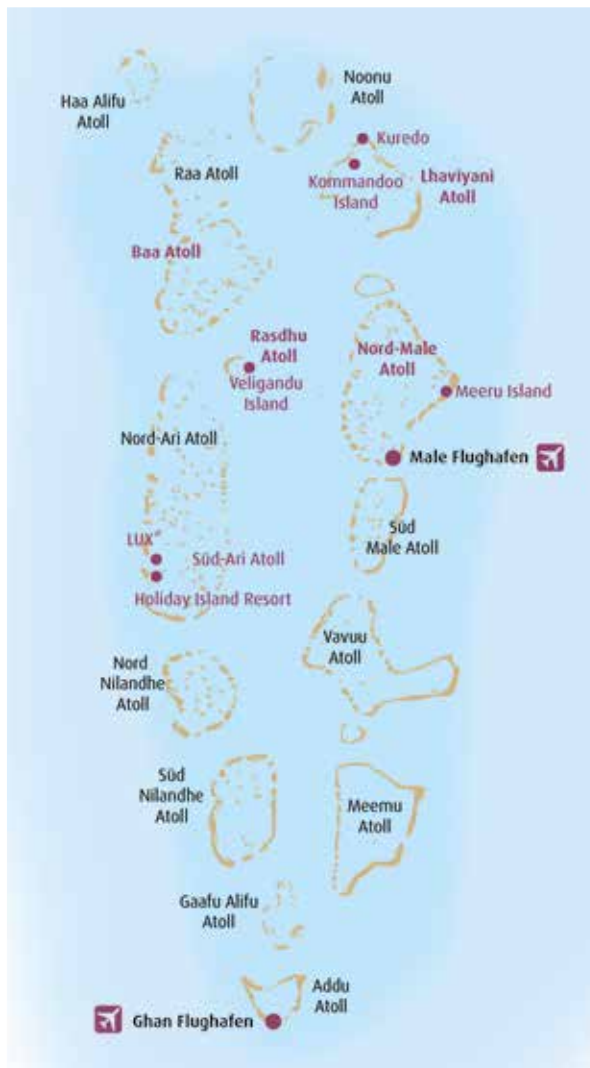 Noonu
Atoll
Haa Alifu
Atoll
Kuredo
Raa Atoll
Kommandoo
Island
Lhaviyani
Atoll
Baa Atoll
Rasdhu
Atoll
Veligandu
Island
Nord-Male
Atoll
Meeru Island
Nord-Ari Atoll
Male Flughafen
Süd
Male Atoll
LUX*
Süd-Ari Atoll
Holiday Island Resort
Vavuu
Atoll
Nord
Nilandhe
Atoll
Süd
Nilandhe
Atoll
Meemu
Atoll
Gaafu Alifu
Atoll
Addu
Atoll
Ghan Flughafen